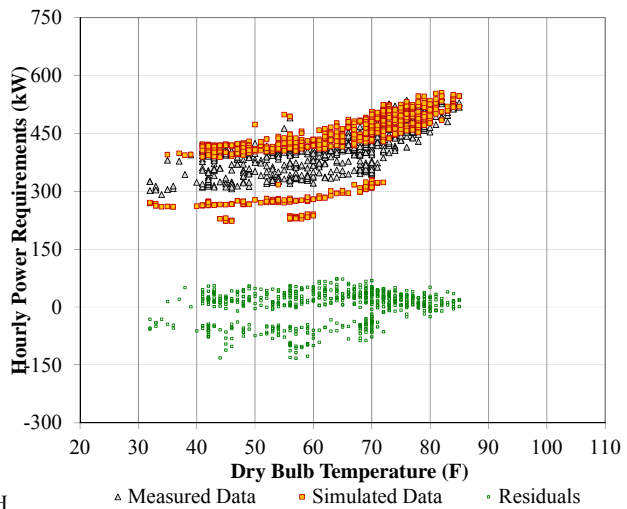 Hourly Power Requirements (kW)
750
600
450
300
150
0
-150
-300
20 30 40 50 60 70 80 90 100 110
Dry Bulb Temperature (F)
H
Measured Data Simulated Data Residuals